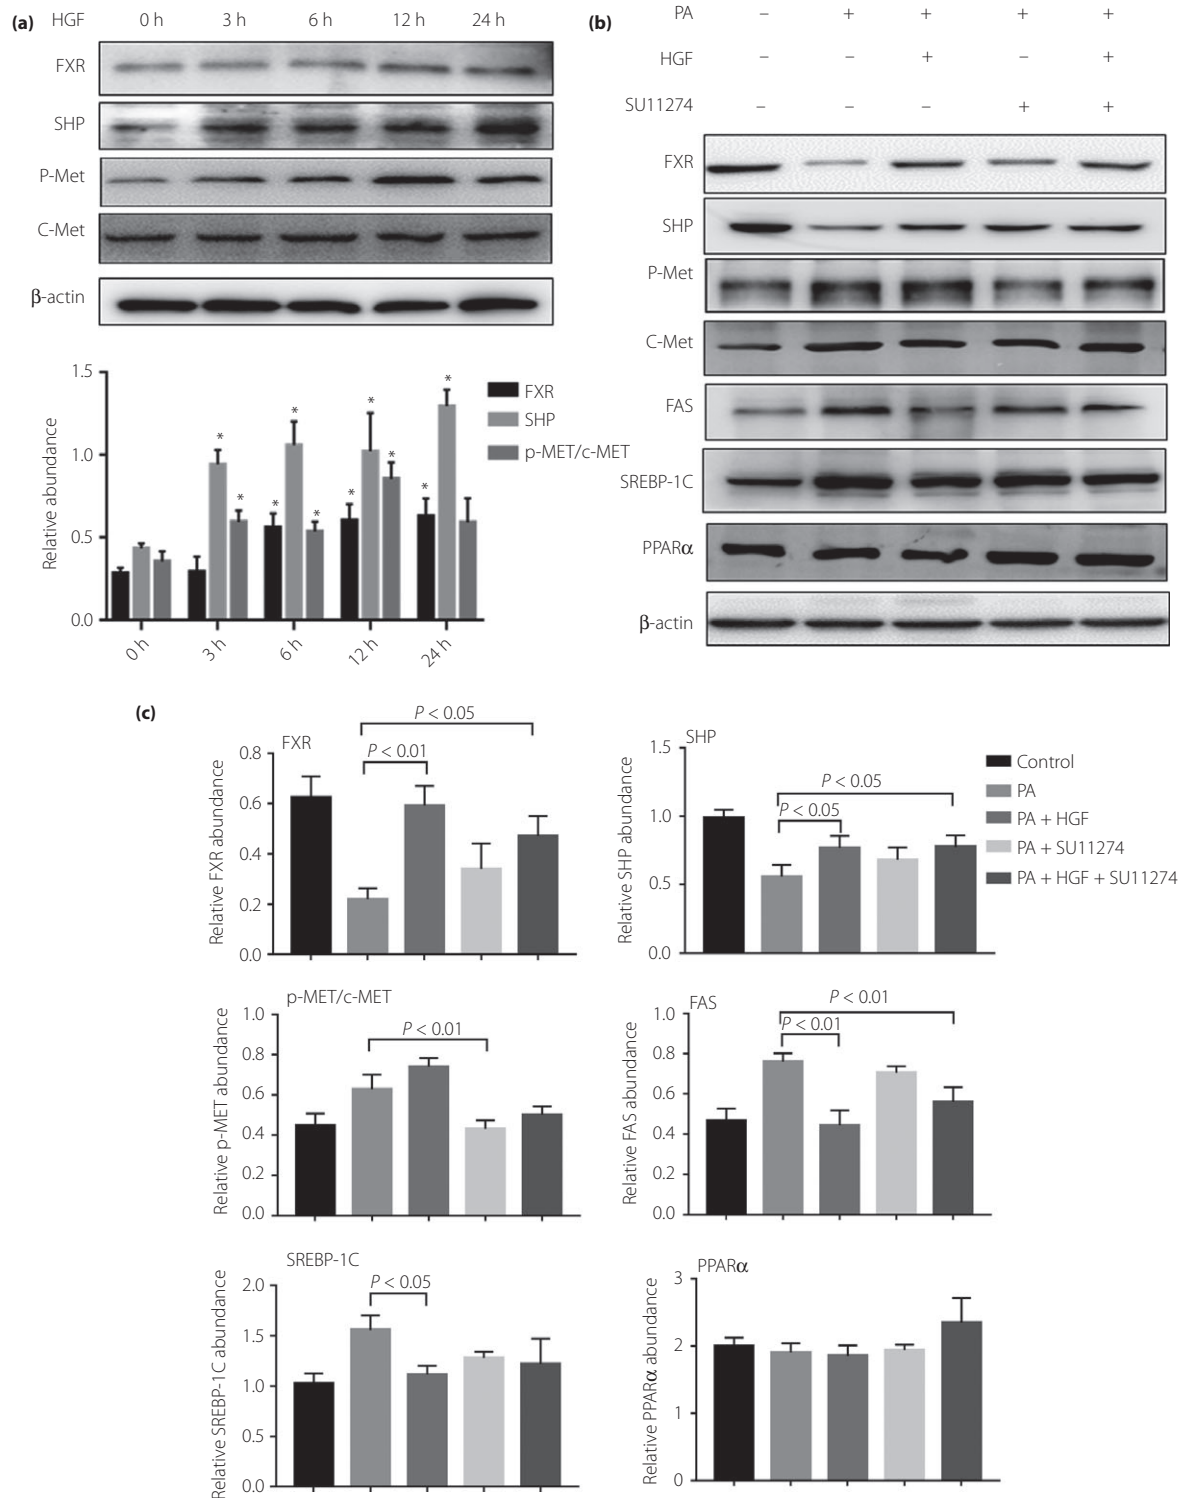 (a) HGF 0 h 3 h 6 h 12 h 24 h
FXR
SHP
P-Met
C-Met
β-actin
Relative abundance
1.5
1.0
0.5
0.0
* * * * * * * * * *
0 h 3 h 6 h 12 h 24 h
FXR
SHP
p-MET/c-MET
(b) PA – + + + +
HGF – – + – +
SU11274 – – – + +
FXR
SHP
P-Met
C-Met
FAS
SREBP-1C
PPARα
β-actin
(c)
FXR
P < 0.05
P < 0.01
Relative FXR abundance
0.8
0.6
0.4
0.2
0.0
SHP
P < 0.05
P < 0.05
Relative SHP abundance
1.5
1.0
0.5
0.0
Control
PA
PA + HGF
PA + SU11274
PA + HGF + SU11274
p-MET/c-MET
P < 0.01
Relative p-MET abundance
1.0
0.8
0.6
0.4
0.2
0.0
FAS
P < 0.01
P < 0.01
Relative FAS abundance
1.0
0.8
0.6
0.4
0.2
0.0
SREBP-1C
P < 0.05
Relative SREBP-1C abundance
2.0
1.5
1.0
0.5
0.0
PPARα
Relative PPARα abundance
3
2
1
0